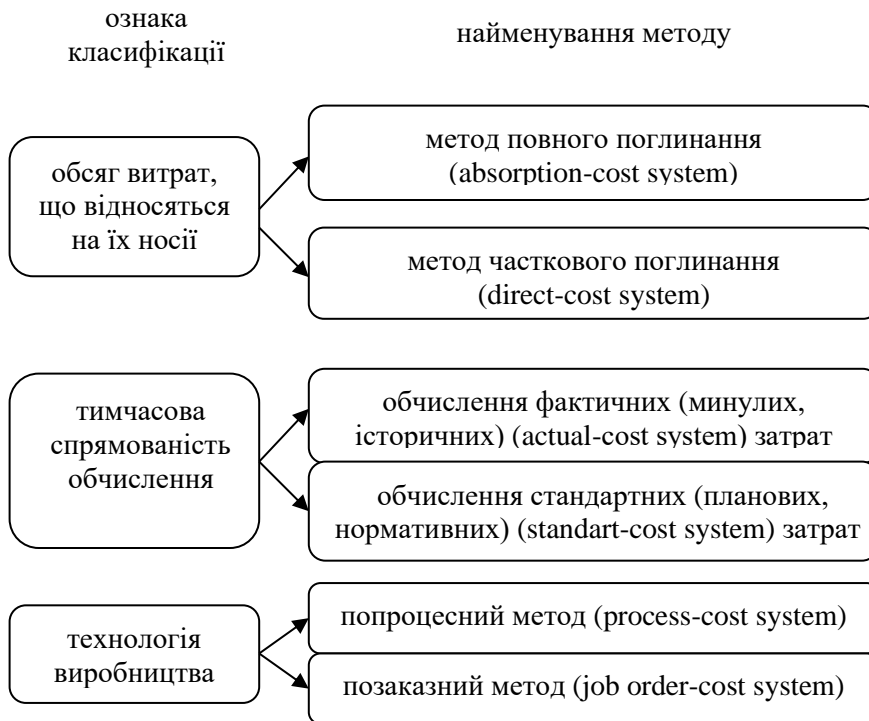 ознака
класифікації
найменування методу
обсяг витрат,
що відносяться
на їх носії
метод повного поглинання
(absorption-cost system)
метод часткового поглинання
(direct-cost system)
тимчасова
спрямованість
обчислення
обчислення фактичних (минулих,
історичних) (actual-cost system) затрат
обчислення стандартних (планових,
нормативних) (standart-cost system) затрат
технологія
виробництва
попроцесний метод (process-cost system)
позаказний метод (job order-cost system)